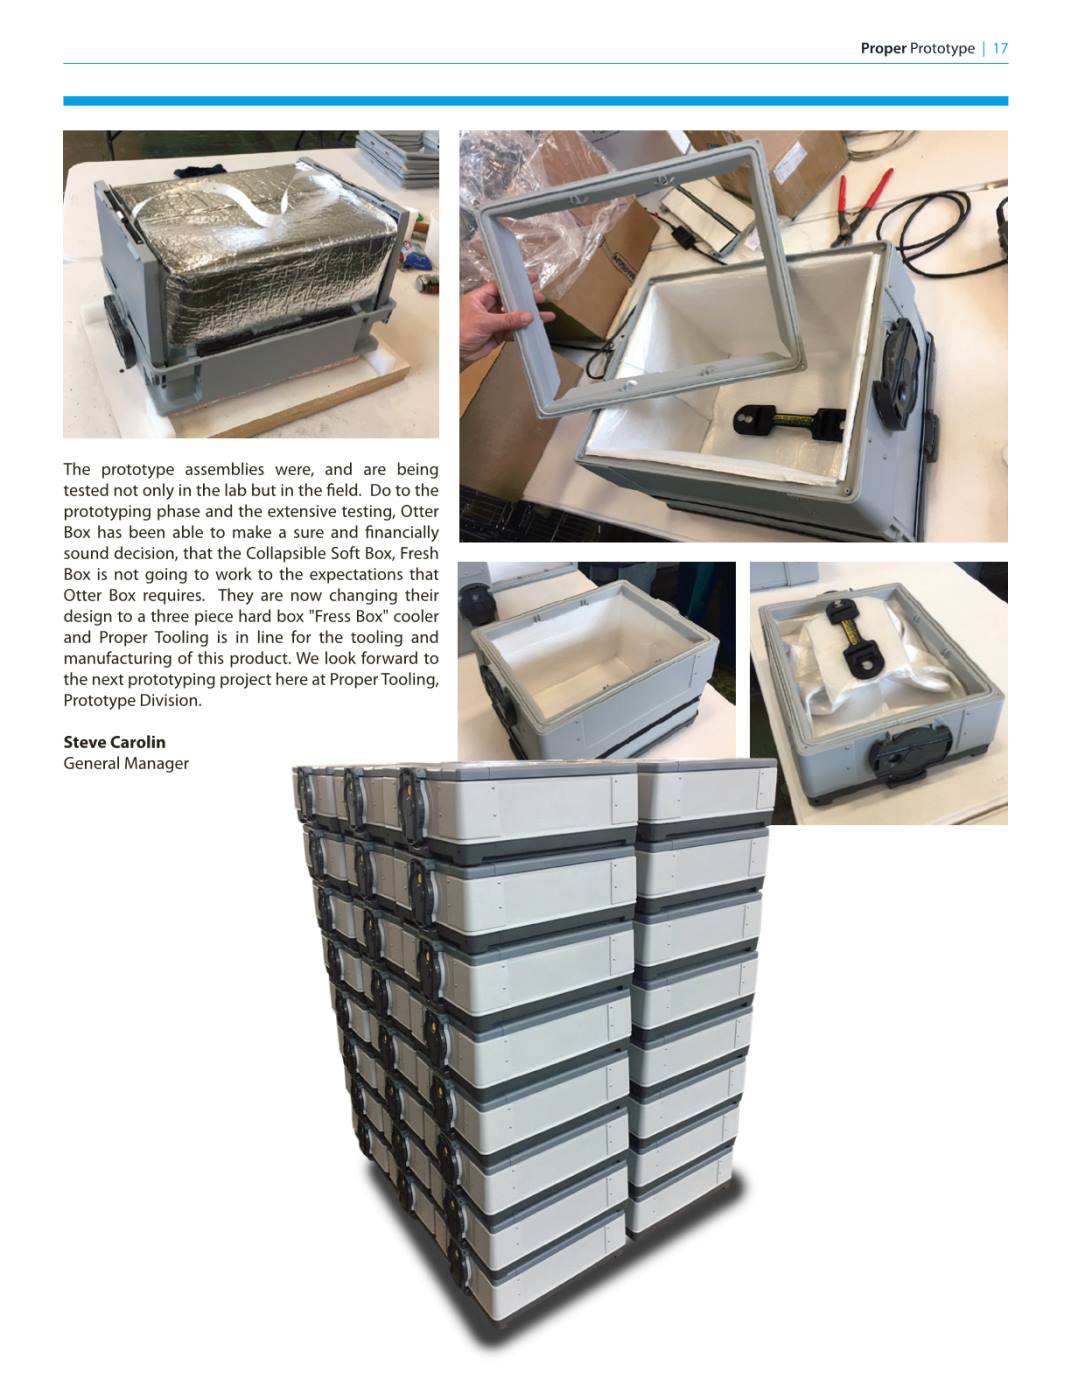 Proper Prototype | 17
The prototype assemblies were, and are being
tested not only in the lab but in the field.  Do to the
prototyping phase and the extensive testing, Otter
Box has been able to make a sure and financially
sound decision, that the Collapsible Soft Box, Fresh
Box is not going to work to the expectations that
Otter Box requires.  They are now changing their
design to a three piece hard box "Fress Box" cooler
and Proper Tooling is in line for the tooling and
manufacturing of this product. We look forward to
the next prototyping project here at Proper Tooling,
Prototype Division.
Steve Carolin
General Manager